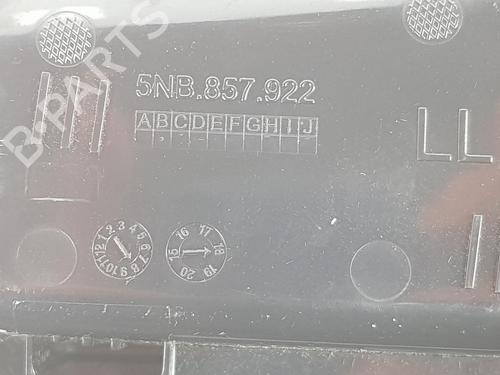 B-PARTS
5NB.857.922
A B C D E F G H I J
LL
1 2 3 4 5 6 7 8 9 10 11 12
15 16 17 18 19 20